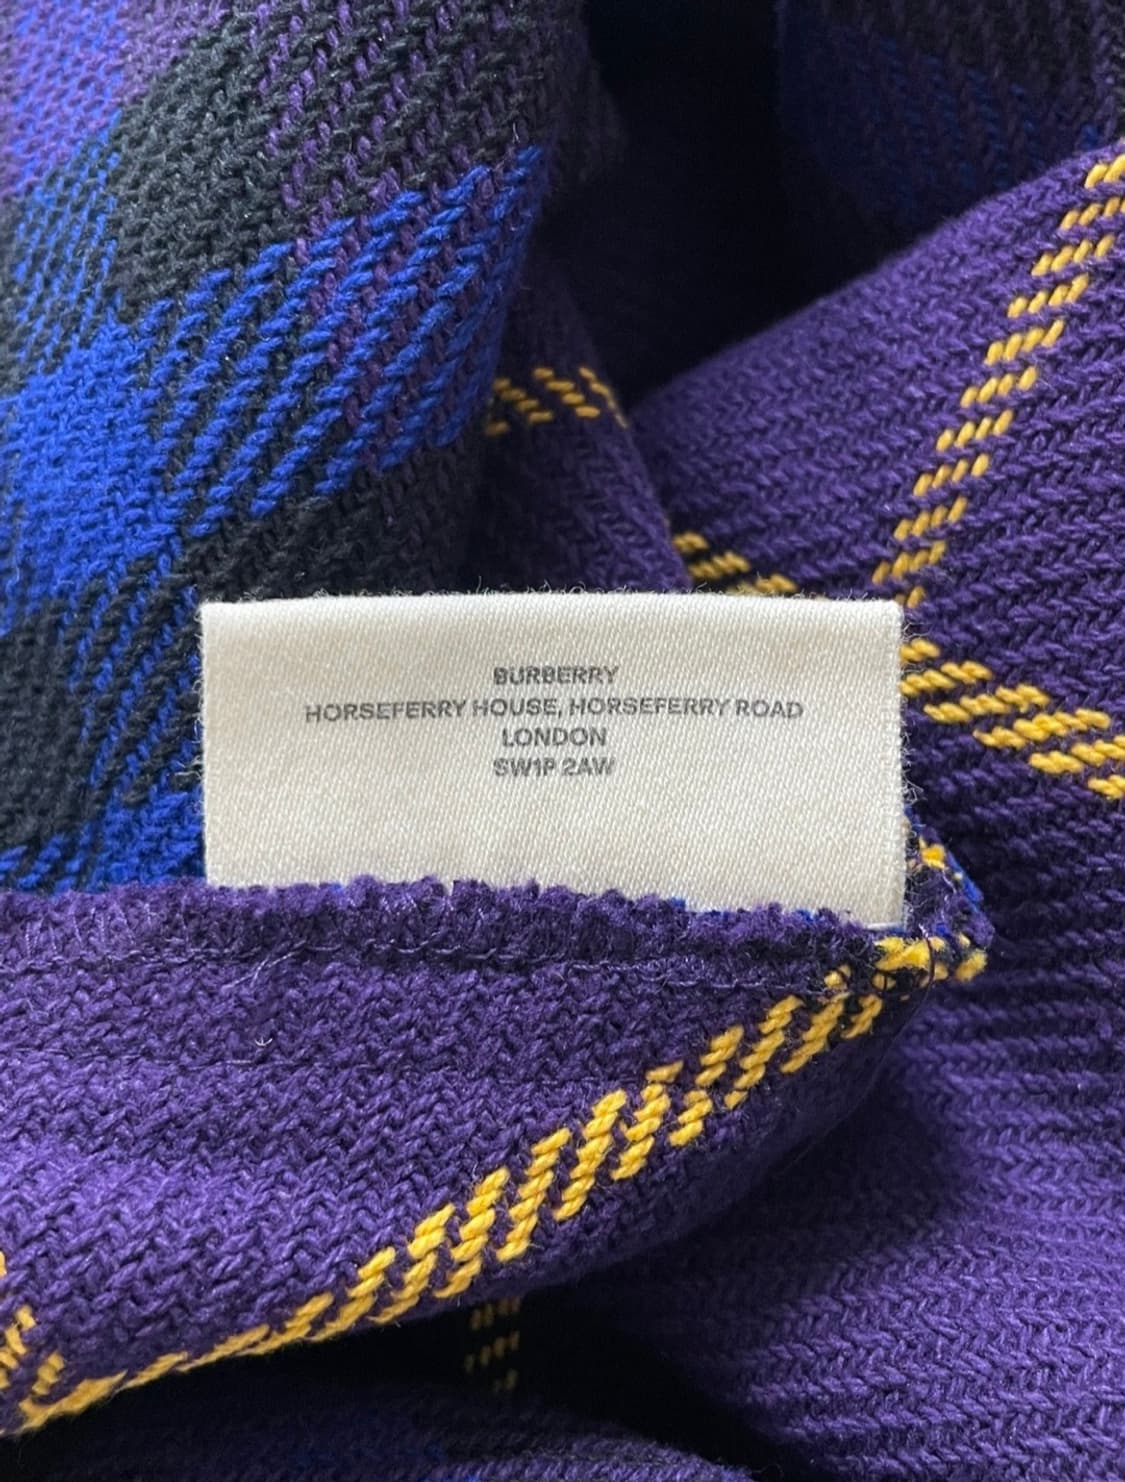 BURBERRY
HORSEFERRY HOUSE, HORSEFERRY ROAD
LONDON
SW1P 2AW